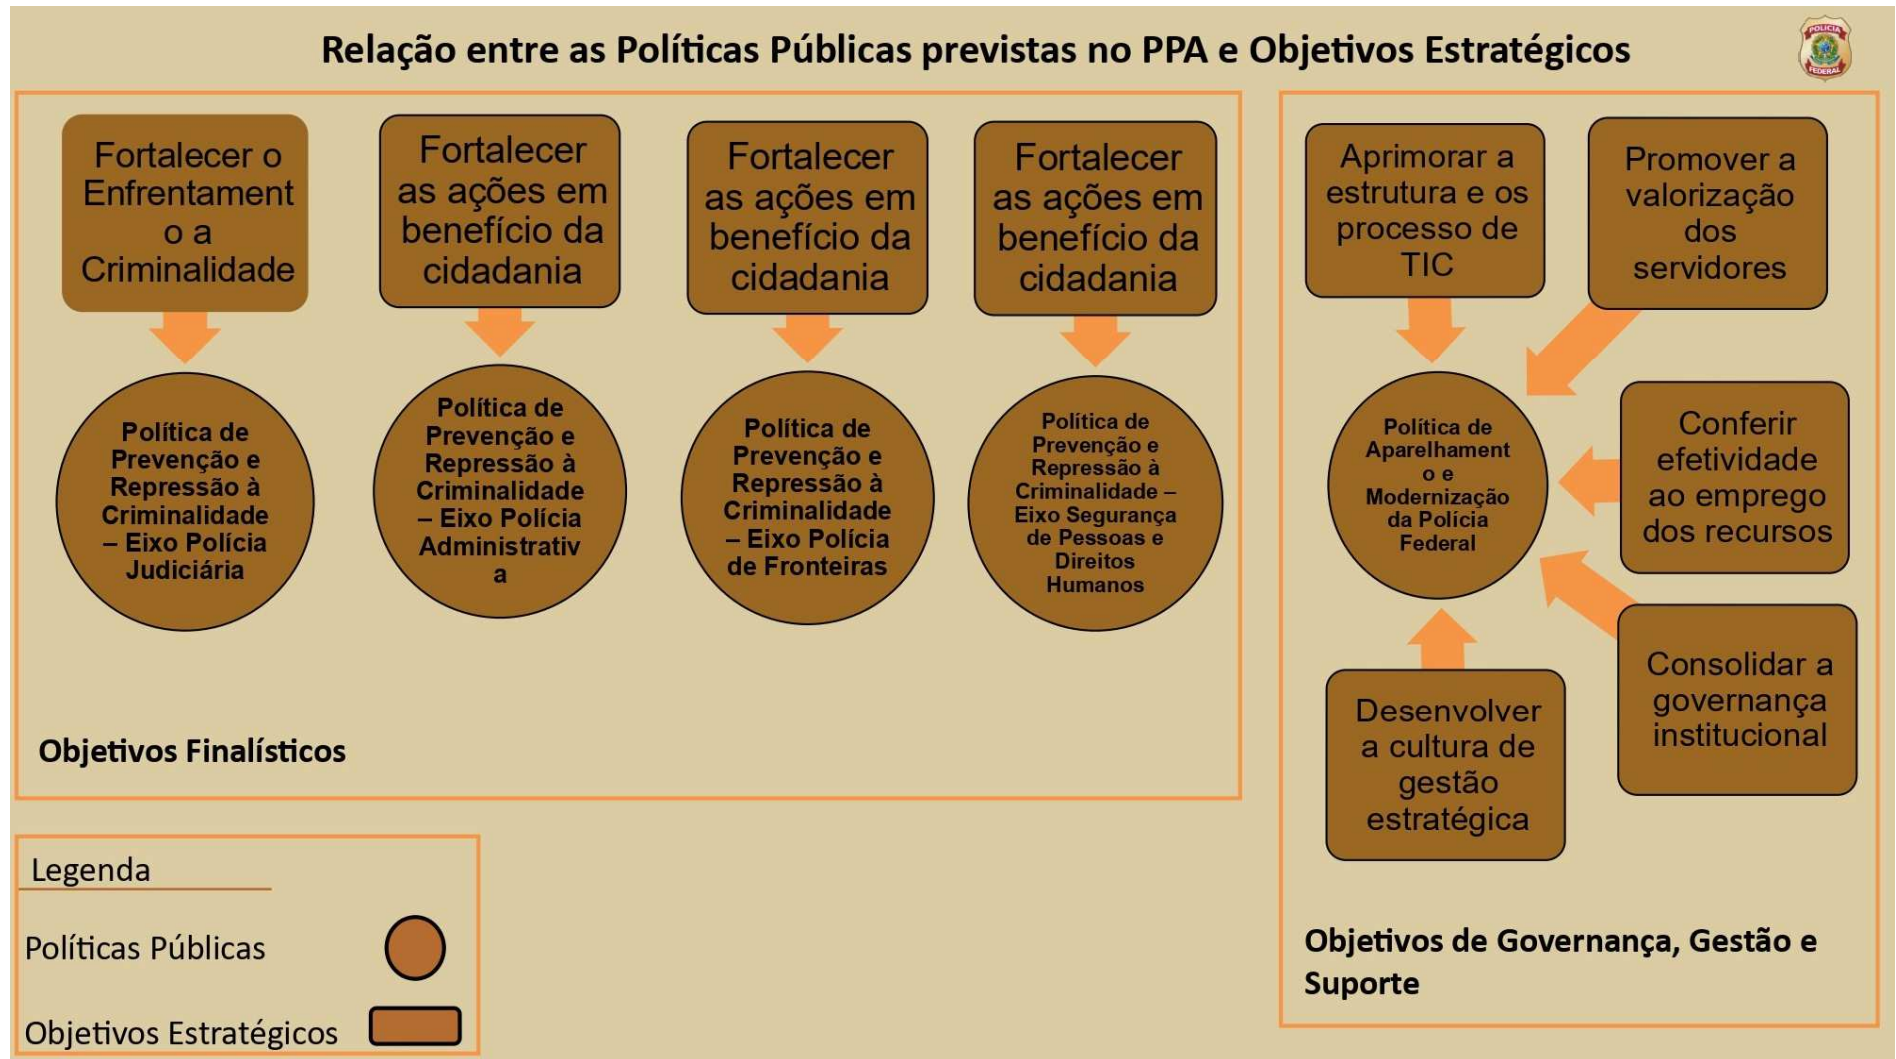 Relação entre as Políticas Públicas previstas no PPA e Objetivos Estratégicos
POLÍCIA
FEDERAL
Fortalecer o
Enfrentament
o a
Criminalidade
Fortalecer
as ações em
benefício da
cidadania
Fortalecer
as ações em
benefício da
cidadania
Fortalecer
as ações em
benefício da
cidadania
Política de
Prevenção e
Repressão à
Criminalidade
– Eixo Polícia
Judiciária
Política de
Prevenção e
Repressão à
Criminalidade
– Eixo Polícia
Administrativ
a
Política de
Prevenção e
Repressão à
Criminalidade
– Eixo Polícia
de Fronteiras
Política de
Prevenção e
Repressão à
Criminalidade –
Eixo Segurança
de Pessoas e
Direitos
Humanos
Objetivos Finalísticos
Aprimorar a
estrutura e os
processo de
TIC
Promover a
valorização
dos
servidores
Política de
Aparelhament
o e
Modernização
da Polícia
Federal
Conferir
efetividade
ao emprego
dos recursos
Consolidar a
governança
institucional
Desenvolver
a cultura de
gestão
estratégica
Objetivos de Governança, Gestão e
Suporte
Legenda
Políticas Públicas
Objetivos Estratégicos